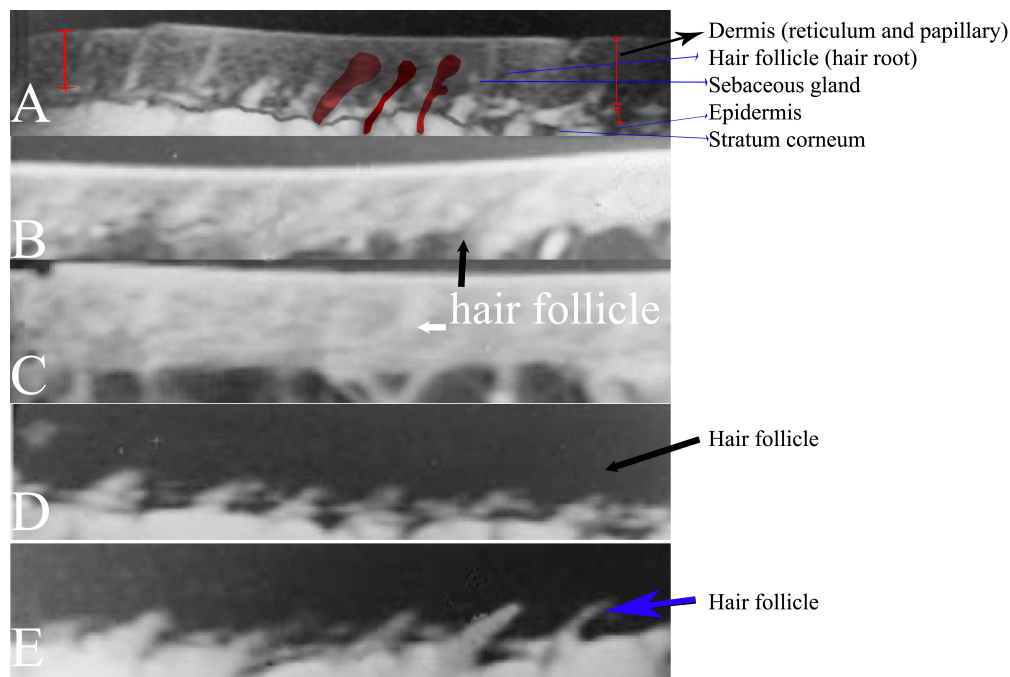 Dermis (reticulum and papillary)
Hair follicle (hair root)
Sebaceous gland
Epidermis
Stratum corneum
A
B
hair follicle
C
Hair follicle
D
Hair follicle
E